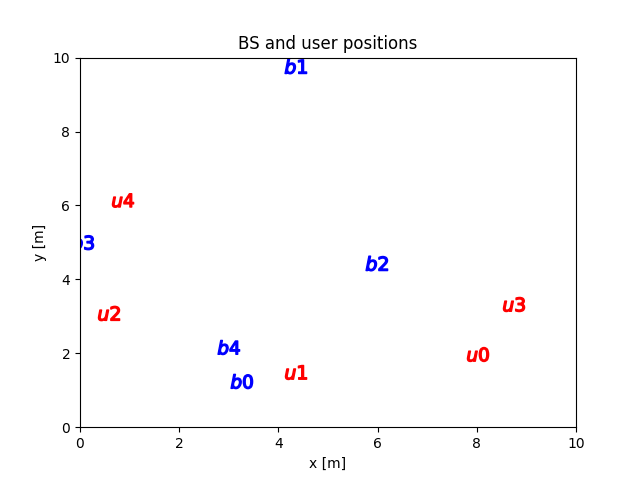 BS and user positions
10
b1
8
u4
6
b3
y [m]
b2
4
u3
u2
b4
2
u0
u1
b0
0
0 2 4 6 8 10
x [m]